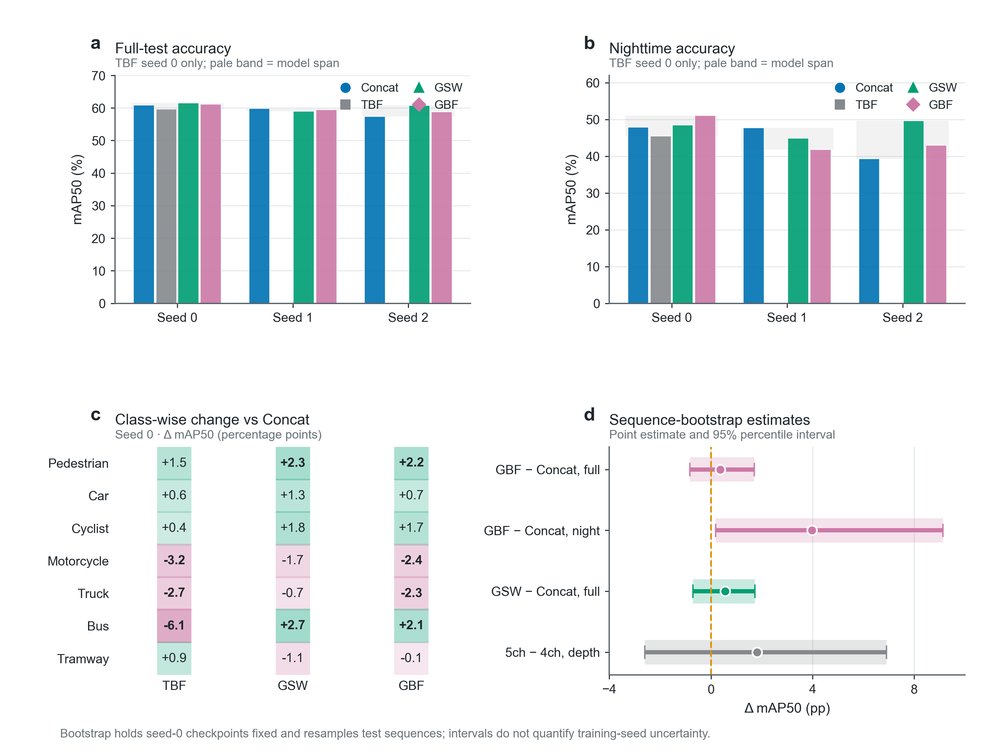 a
Full-test accuracy
TBF seed 0 only; pale band = model span
Concat
GSW
TBF
GBF
mAP50 (%)
70
60
50
40
30
20
10
0
Seed 0
Seed 1
Seed 2
b
Nighttime accuracy
TBF seed 0 only; pale band = model span
Concat
GSW
TBF
GBF
mAP50 (%)
60
50
40
30
20
10
0
Seed 0
Seed 1
Seed 2
c
Class-wise change vs Concat
Seed 0 · Δ mAP50 (percentage points)
Pedestrian +1.5 +2.3 +2.2
Car +0.6 +1.3 +0.7
Cyclist +0.4 +1.8 +1.7
Motorcycle -3.2 -1.7 -2.4
Truck -2.7 -0.7 -2.3
Bus -6.1 +2.7 +2.1
Tramway +0.9 -1.1 -0.1
TBF GSW GBF
d
Sequence-bootstrap estimates
Point estimate and 95% percentile interval
GBF − Concat, full
GBF − Concat, night
GSW − Concat, full
5ch − 4ch, depth
−4 0 4 8
Δ mAP50 (pp)
Bootstrap holds seed-0 checkpoints fixed and resamples test sequences; intervals do not quantify training-seed uncertainty.